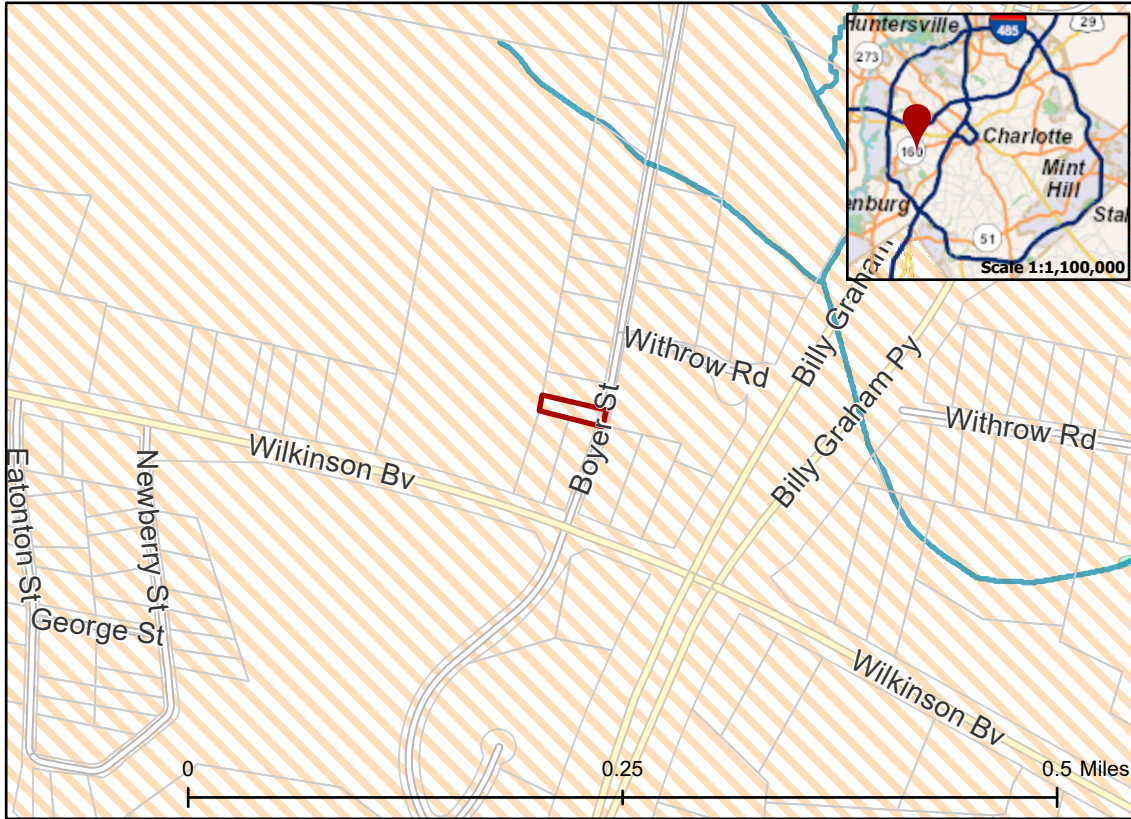 Huntersville
485
29
273
160
Charlotte
Mint
Hill
enburg
Stal
51
Scale 1:1,100,000
Billy Graham
Withrow Rd
Billy Graham Py
Boyer St
Withrow Rd
Wilkinson Bv
Eatonton St
Newberry St
George St
Wilkinson Bv
0
0.25
0.5 Miles